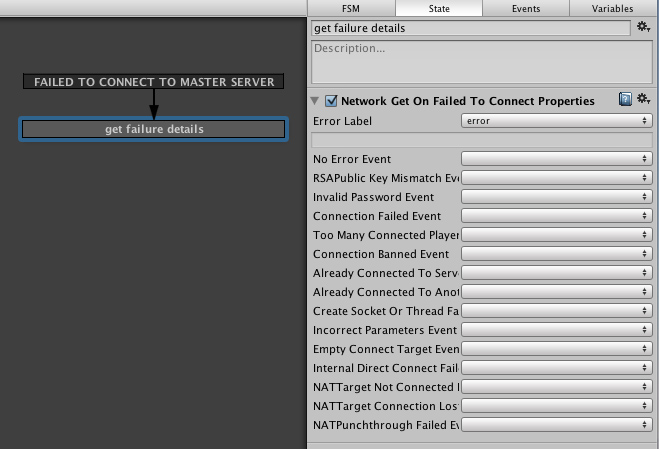 FSM State Events Variables
get failure details
Description...
FAILED TO CONNECT TO MASTER SERVER
get failure details
Network Get On Failed To Connect Properties
Error Label error
No Error Event
RSAPublic Key Mismatch Eve
Invalid Password Event
Connection Failed Event
Too Many Connected Player
Connection Banned Event
Already Connected To Serv
Already Connected To Anot
Create Socket Or Thread Fa
Incorrect Parameters Event
Empty Connect Target Even
Internal Direct Connect Fail
NATTarget Not Connected
NATTarget Connection Los
NATPunchthrough Failed Ev